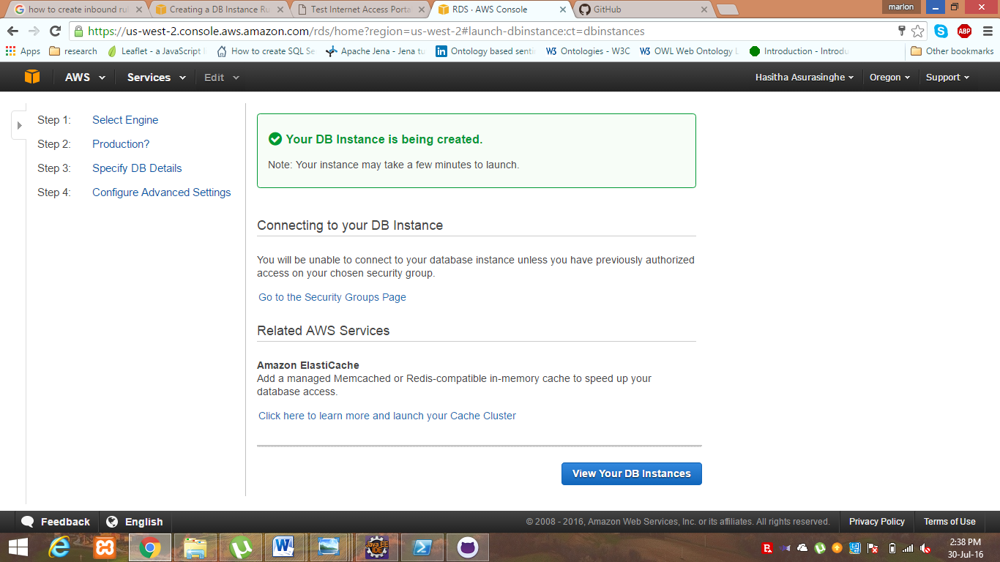 how to create inbound rul
Creating a DB Instance Ru
Test Internet Access Portal
RDS · AWS Console
GitHub
marlon
https://us-west-2.console.aws.amazon.com/rds/home?region=us-west-2#launch-dbinstance:ct=dbinstances
ABP
Apps
research
Leaflet - a JavaScript l
How to create SQL Se
Apache Jena - Jena tu
Ontology based senti
W3 Ontologies - W3C
W3 OWL Web Ontology L
Introduction - Introdu
Other bookmarks
AWS
Services
Edit
Hasitha Asurasinghe
Oregon
Support
Step 1: Select Engine
Step 2: Production?
Step 3: Specify DB Details
Step 4: Configure Advanced Settings
Your DB Instance is being created.
Note: Your instance may take a few minutes to launch.
Connecting to your DB Instance
You will be unable to connect to your database instance unless you have previously authorized
access on your chosen security group.
Go to the Security Groups Page
Related AWS Services
Amazon ElastiCache
Add a managed Memcached or Redis-compatible in-memory cache to speed up your
database access.
Click here to learn more and launch your Cache Cluster
View Your DB Instances
Feedback
English
© 2008 - 2016, Amazon Web Services, Inc. or its affiliates. All rights reserved.
Privacy Policy
Terms of Use
Java EE
IDE
2:38 PM
30-Jul-16